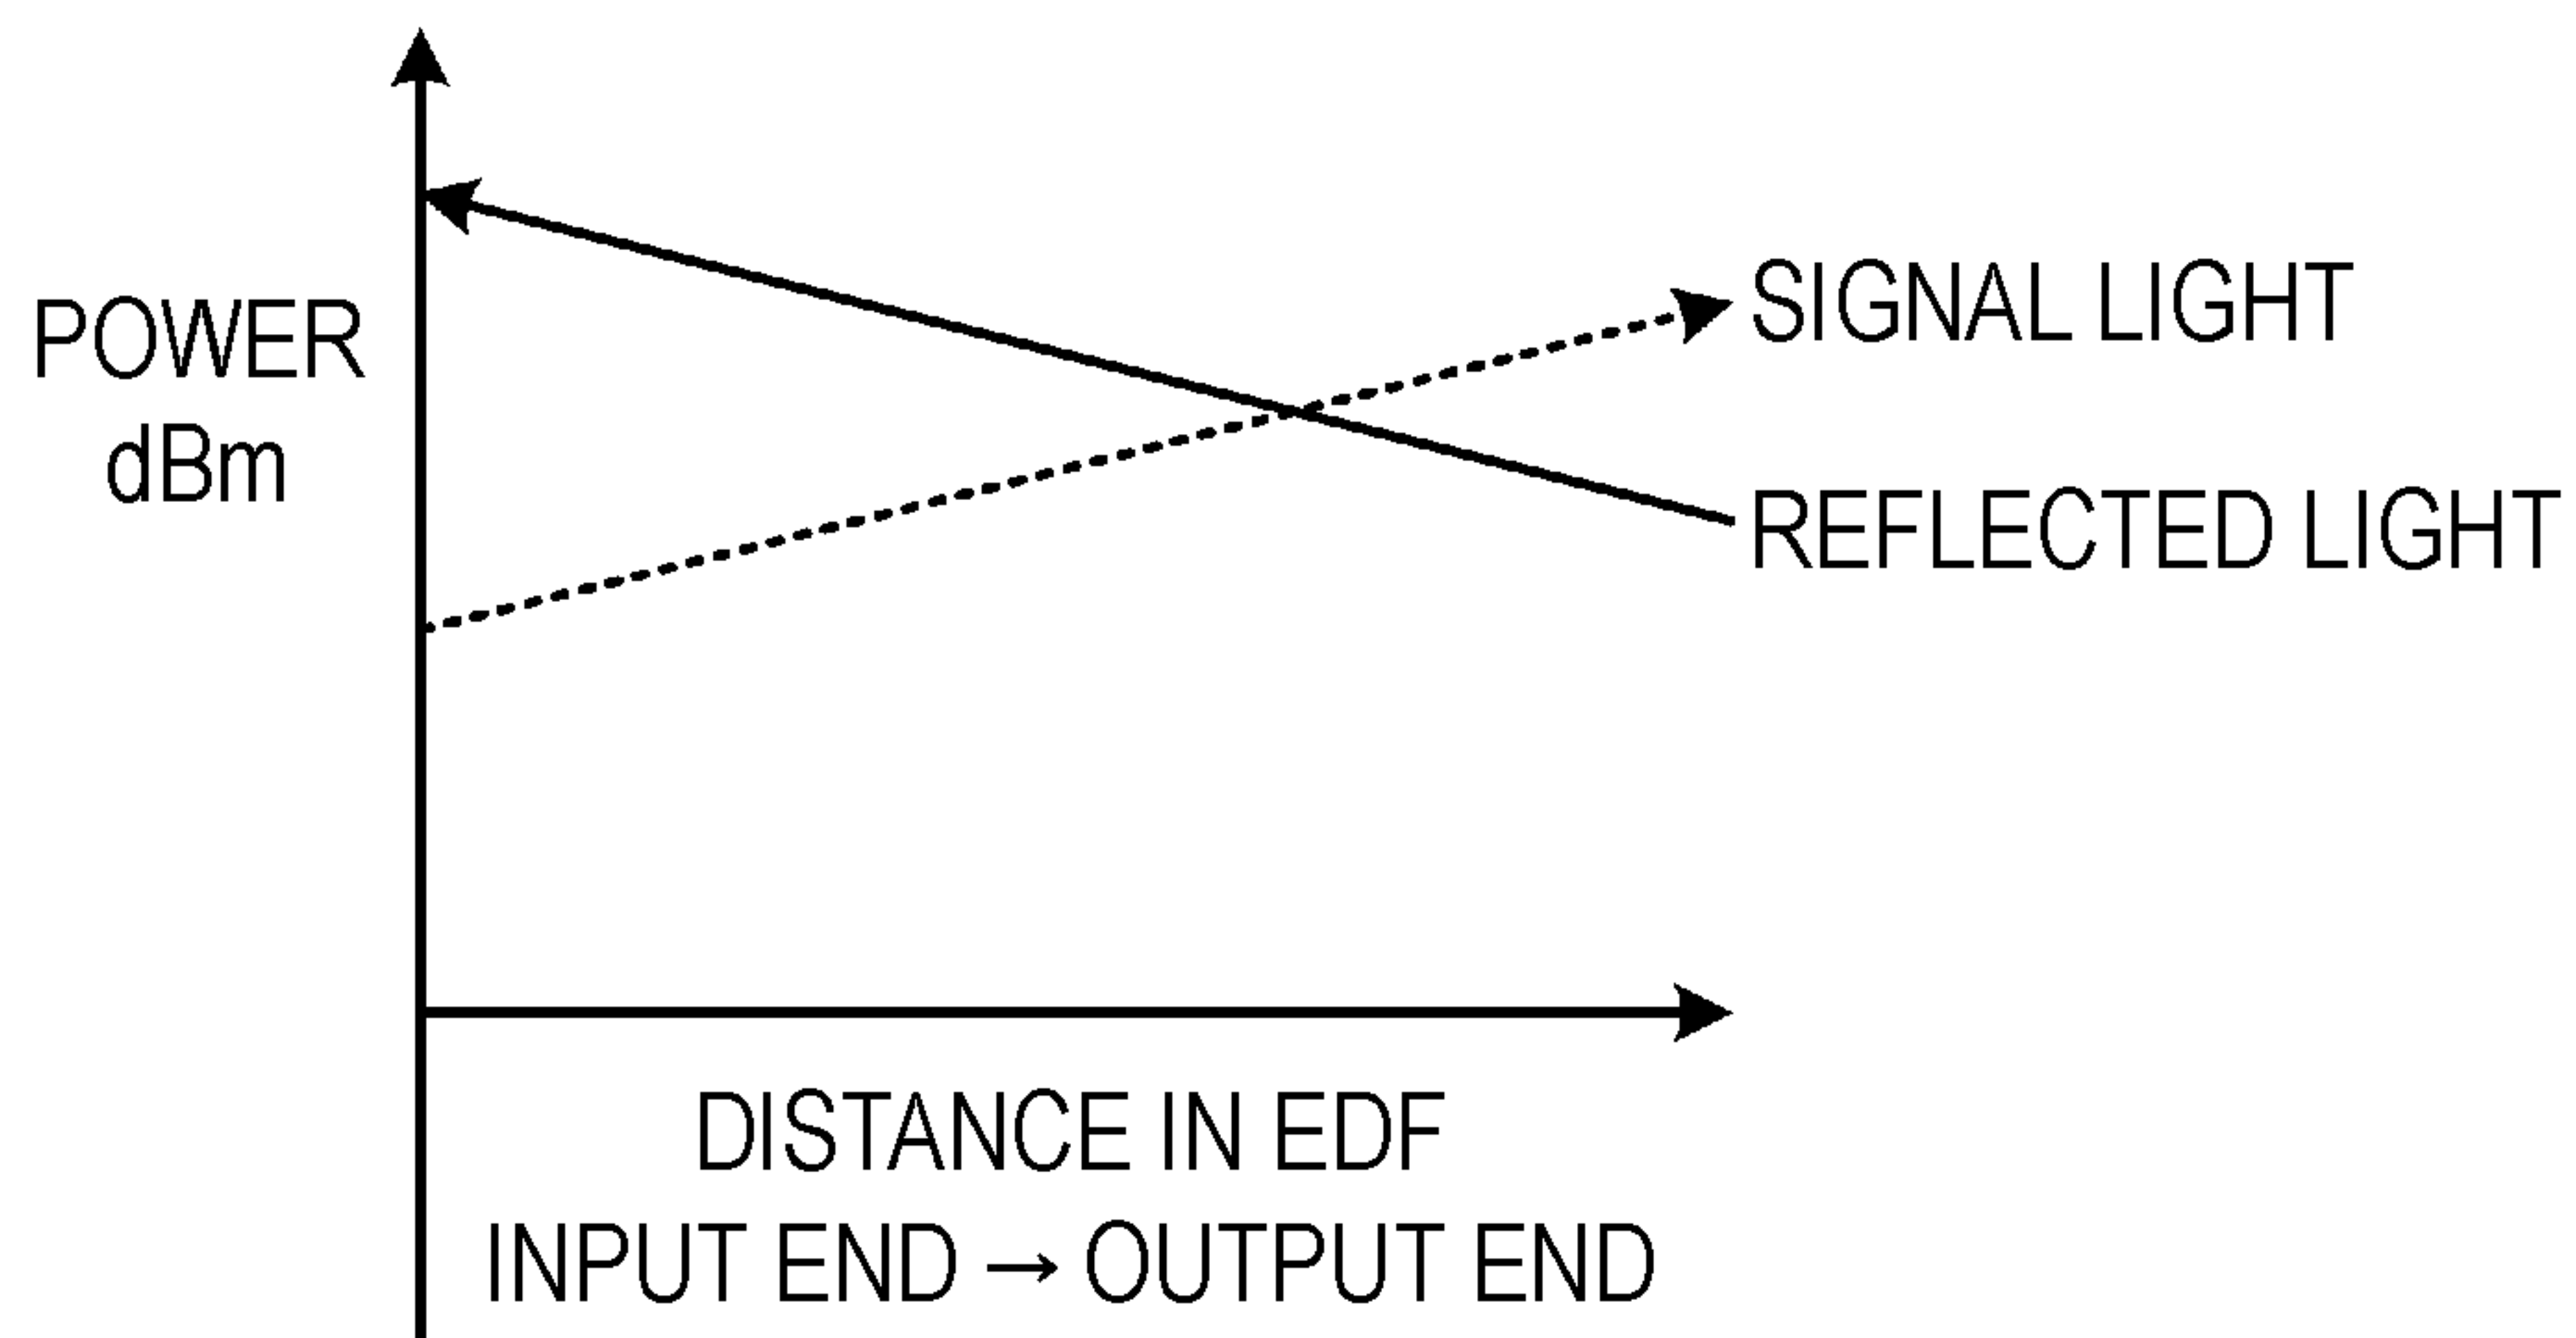 POWER
dBm
SIGNAL LIGHT
REFLECTED LIGHT
DISTANCE IN EDF
INPUT END → OUTPUT END